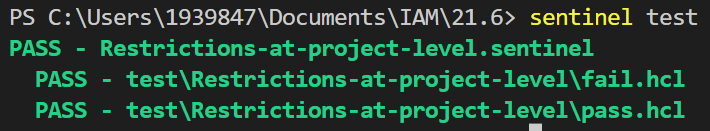 PS C:\Users\1939847\Documents\IAM\21.6> sentinel test
PASS - Restrictions-at-project-level.sentinel
  PASS - test\Restrictions-at-project-level\fail.hcl
  PASS - test\Restrictions-at-project-level\pass.hcl